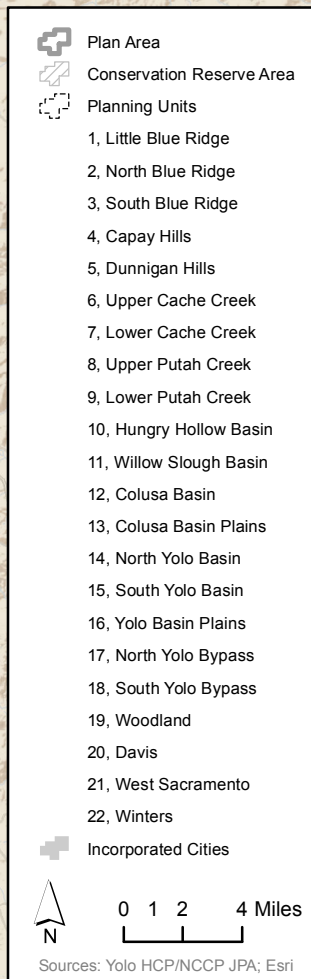 Plan Area
Conservation Reserve Area
Planning Units
1, Little Blue Ridge
2, North Blue Ridge
3, South Blue Ridge
4, Capay Hills
5, Dunnigan Hills
6, Upper Cache Creek
7, Lower Cache Creek
8, Upper Putah Creek
9, Lower Putah Creek
10, Hungry Hollow Basin
11, Willow Slough Basin
12, Colusa Basin
13, Colusa Basin Plains
14, North Yolo Basin
15, South Yolo Basin
16, Yolo Basin Plains
17, North Yolo Bypass
18, South Yolo Bypass
19, Woodland
20, Davis
21, West Sacramento
22, Winters
Incorporated Cities
N
0 1 2 4 Miles
Sources: Yolo HCP/NCCP JPA; Esri